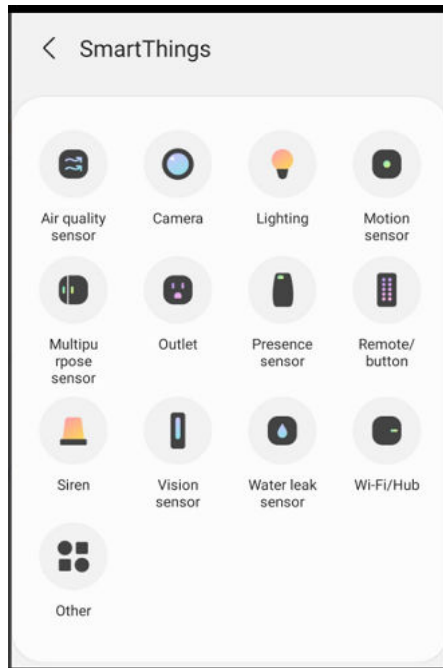 SmartThings
Air quality
sensor
Camera
Lighting
Motion
sensor
Multipu
rpose
sensor
Outlet
Presence
sensor
Remote/
button
Siren
Vision
sensor
Water leak
sensor
Wi-Fi/Hub
Other